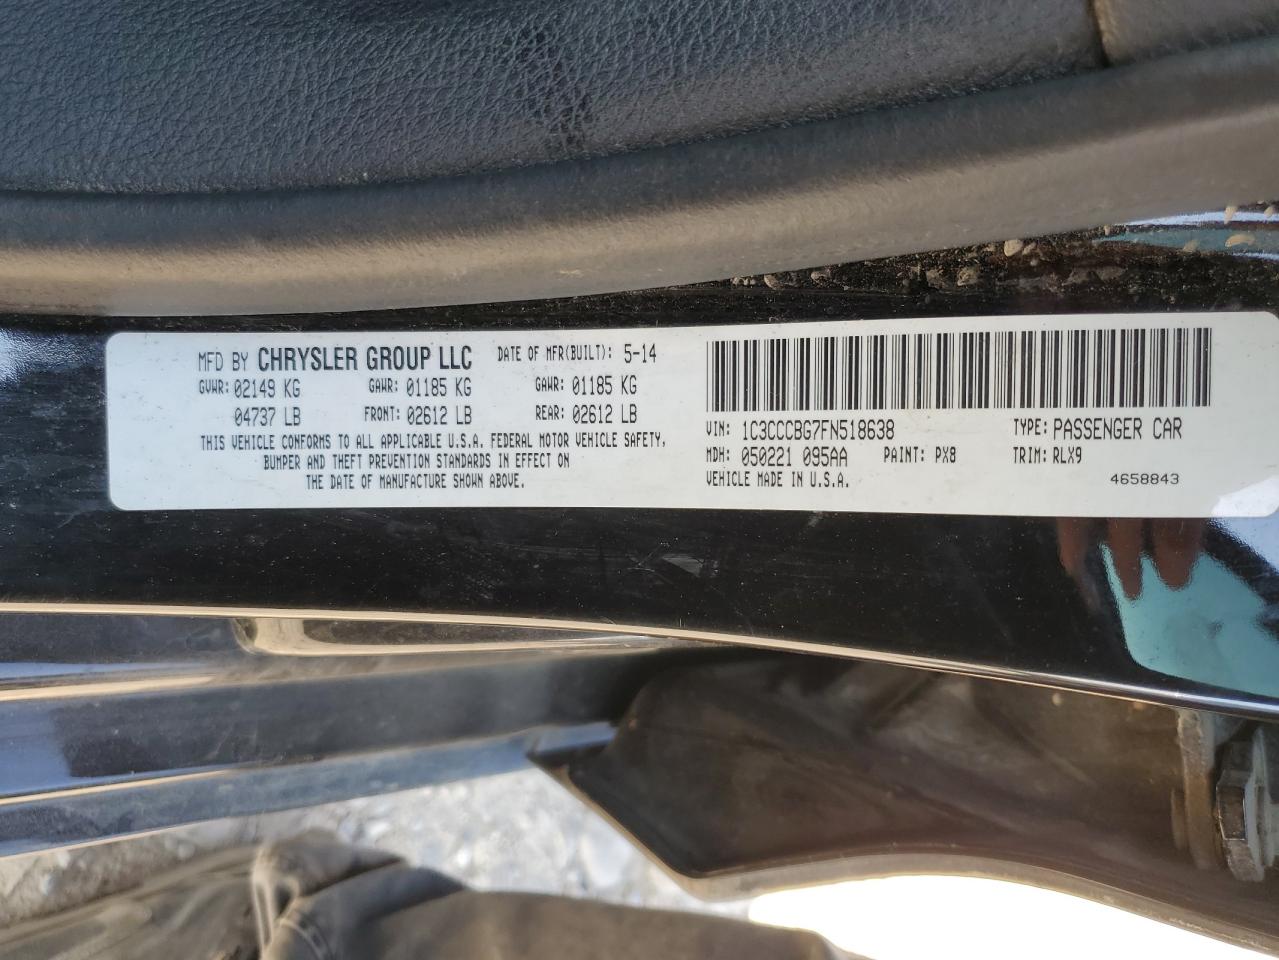 MFD BY CHRYSLER GROUP LLC DATE OF MFR(BUILT): 5-14
GVWR: 02149 KG GAWR: 01185 KG GAWR: 01185 KG
04737 LB FRONT: 02612 LB REAR: 02612 LB
THIS VEHICLE CONFORMS TO ALL APPLICABLE U.S.A. FEDERAL MOTOR VEHICLE SAFETY,
BUMPER AND THEFT PREVENTION STANDARDS IN EFFECT ON
THE DATE OF MANUFACTURE SHOWN ABOVE.
VIN: 1C3CCCBG7FN518638 TYPE: PASSENGER CAR
MDH: 050221 095AA PAINT: PX8 TRIM: RLX9
VEHICLE MADE IN U.S.A. 4658843